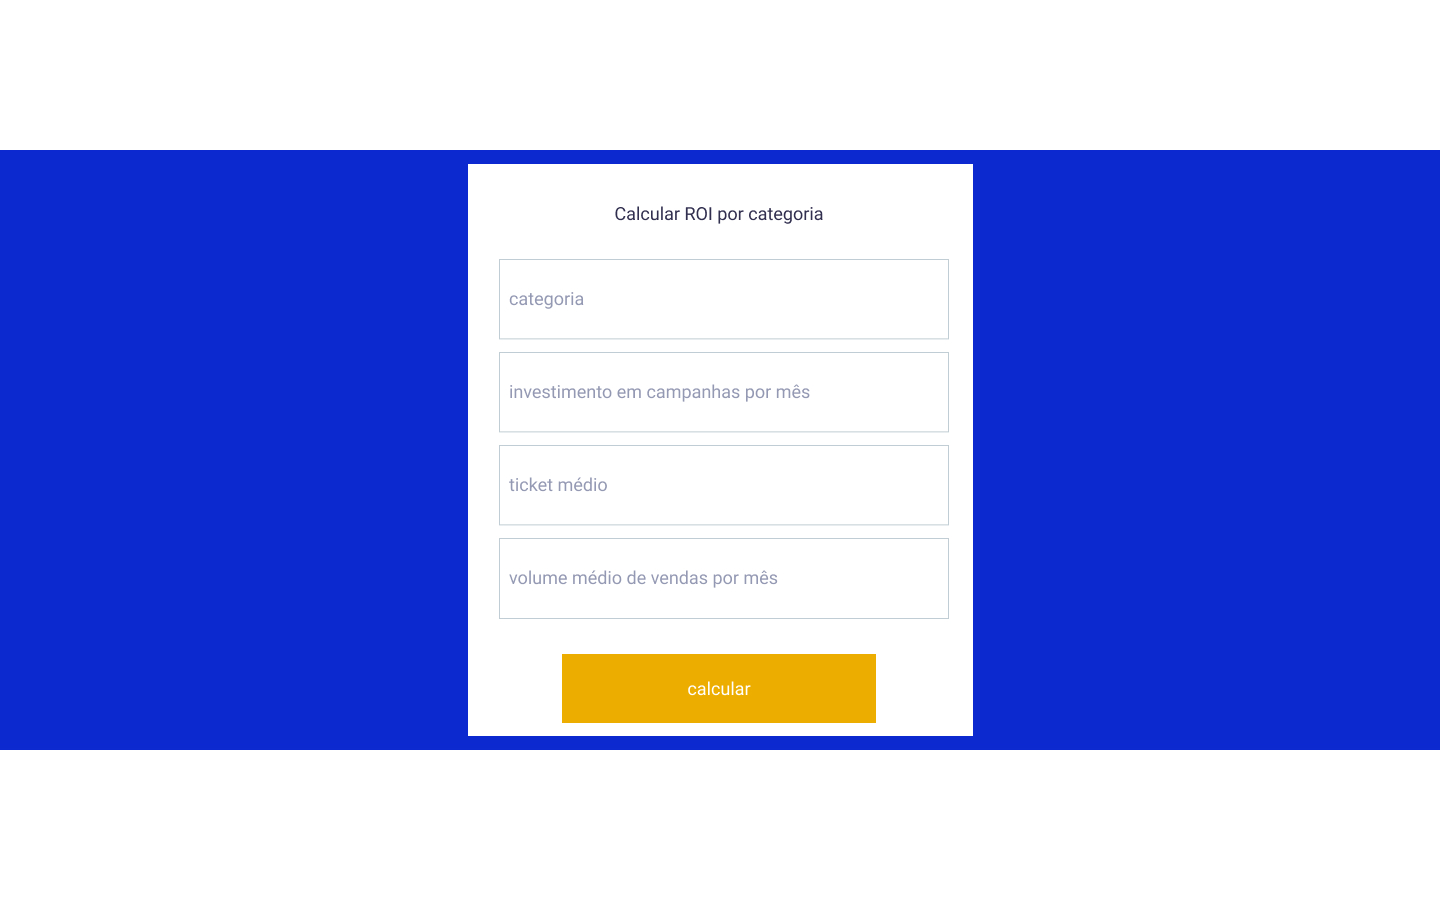 Calcular ROI por categoria
categoria
investimento em campanhas por mês
ticket médio
volume médio de vendas por mês
calcular